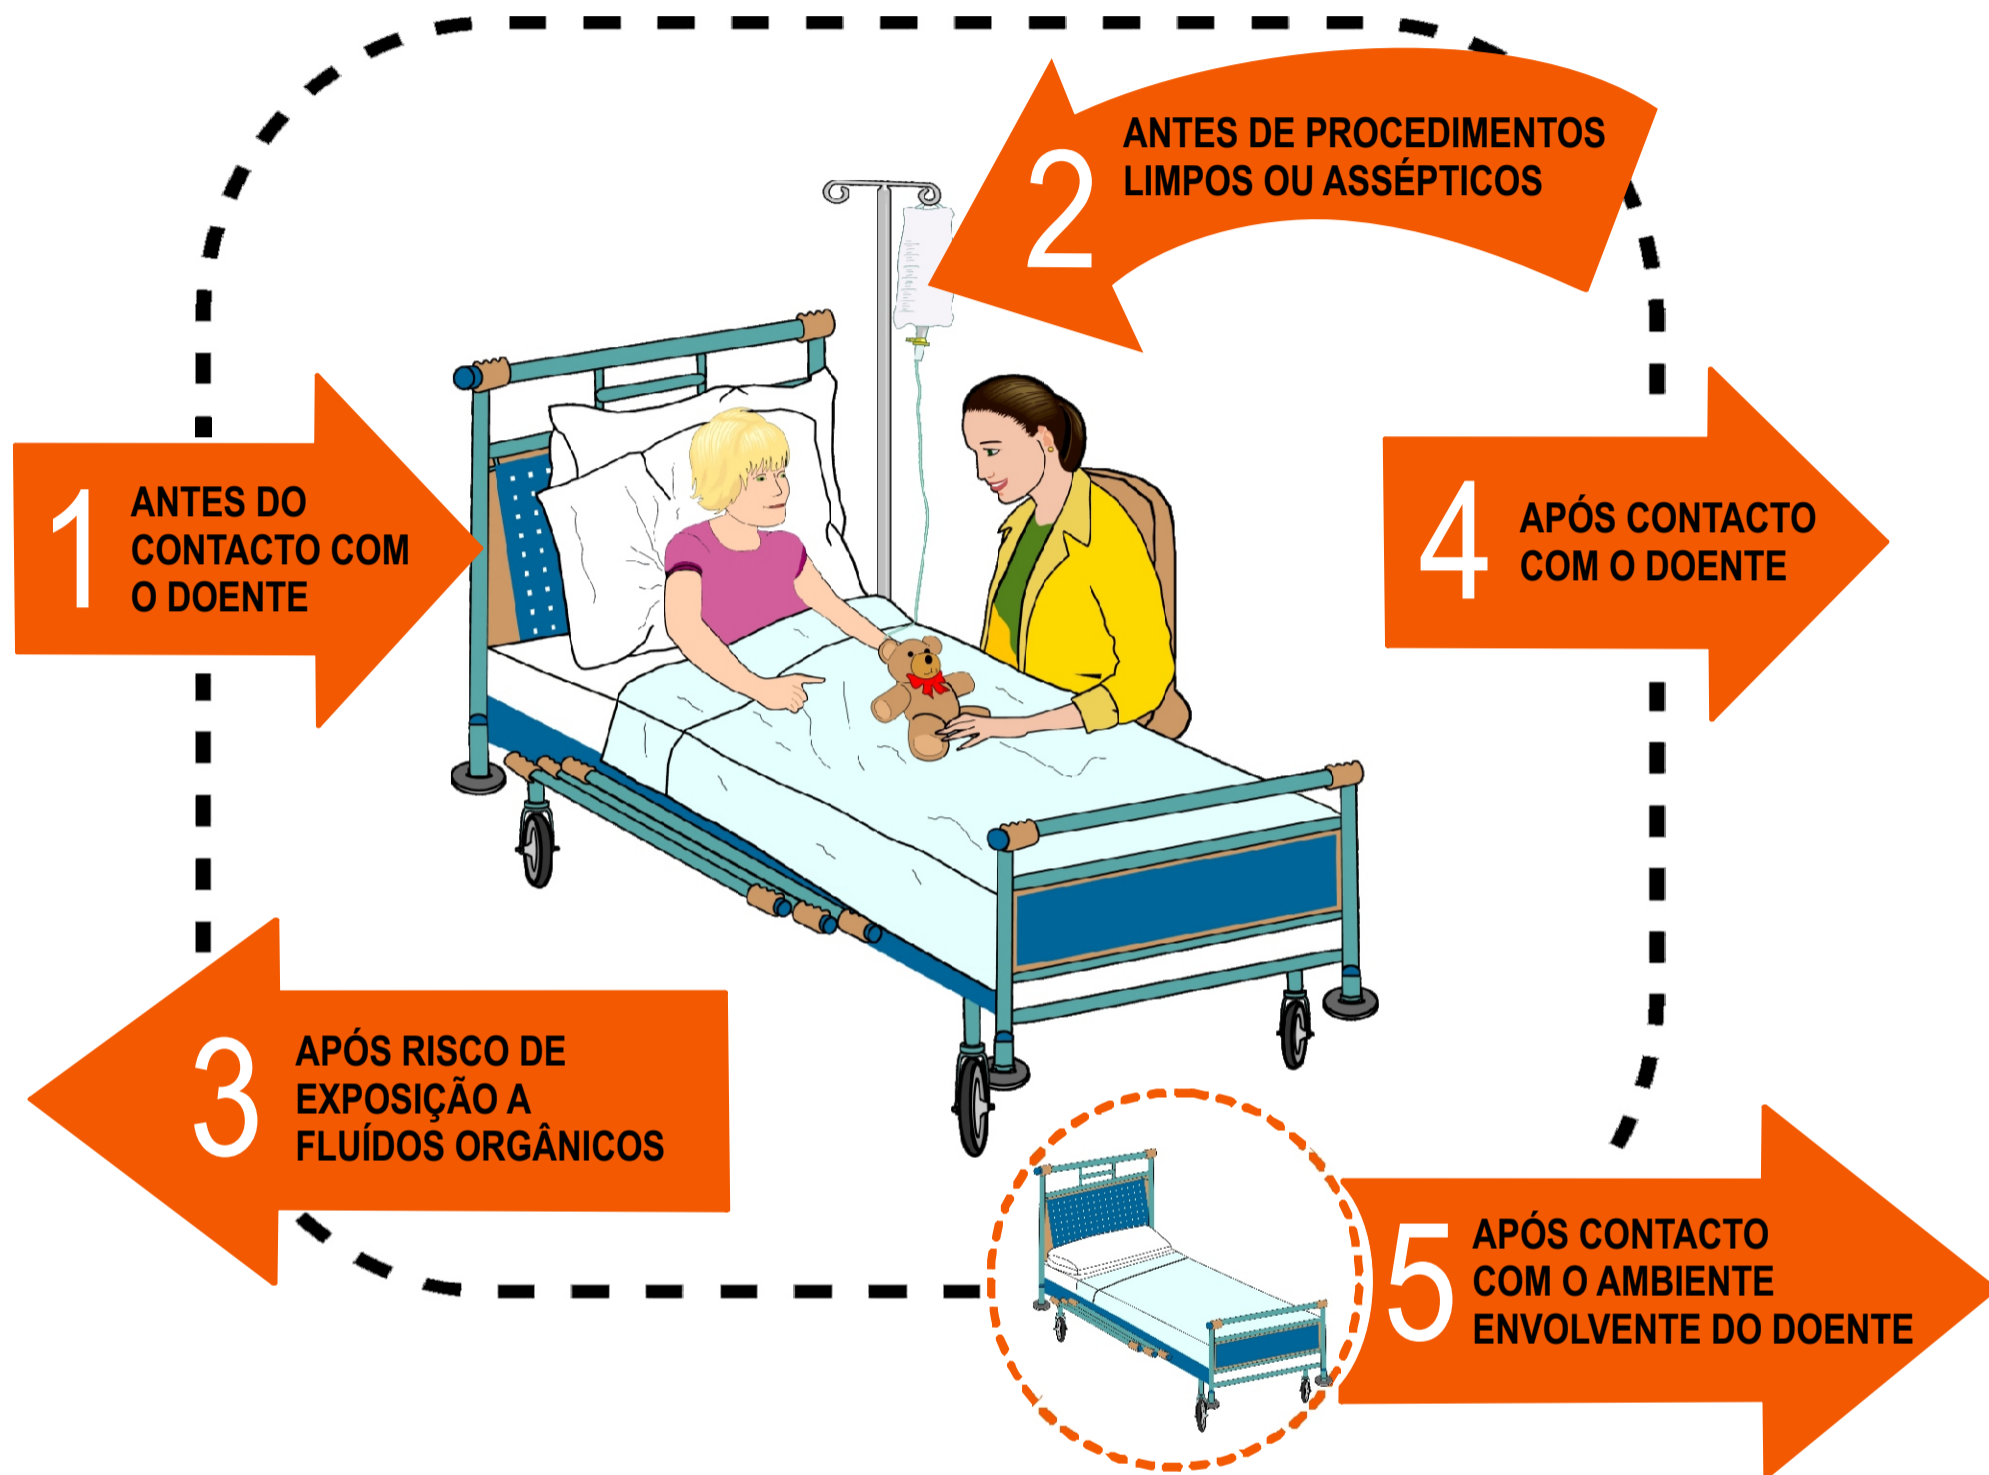 1
ANTES DO
CONTACTO COM
O DOENTE
2
ANTES DE PROCEDIMENTOS
LIMPOS OU ASSÉPTICOS
3
APÓS RISCO DE
EXPOSIÇÃO A
FLUÍDOS ORGÂNICOS
4
APÓS CONTACTO
COM O DOENTE
5
APÓS CONTACTO
COM O AMBIENTE
ENVOLVENTE DO DOENTE